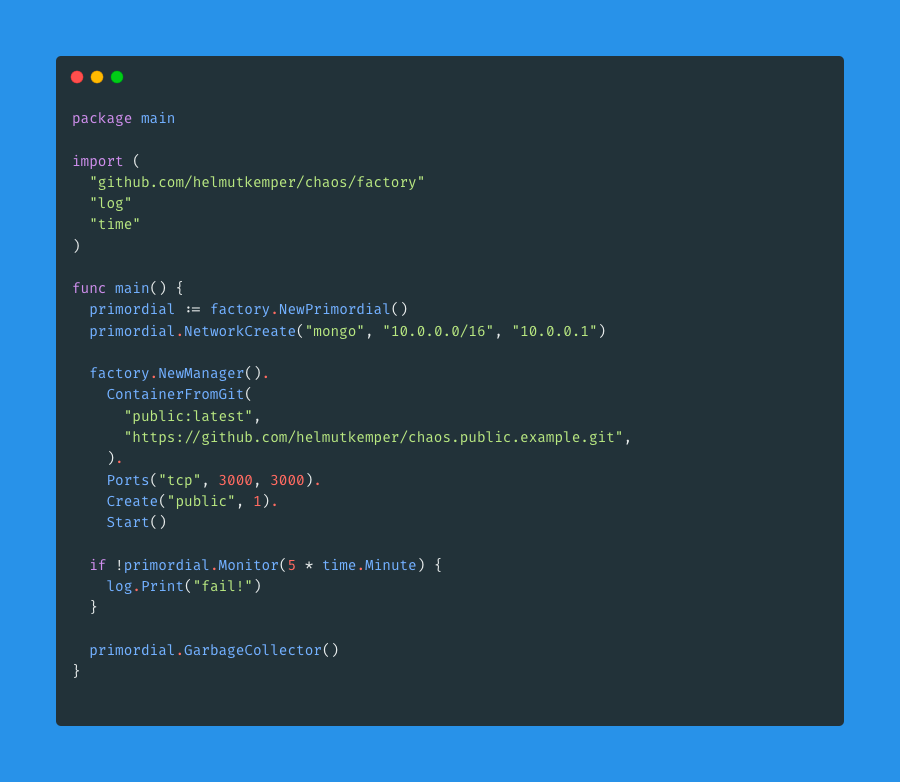 package main

import (
  "github.com/helmutkemper/chaos/factory"
  "log"
  "time"
)

func main() {
  primordial := factory.NewPrimordial()
  primordial.NetworkCreate("mongo", "10.0.0.0/16", "10.0.0.1")

  factory.NewManager().
    ContainerFromGit(
      "public:latest",
      "https://github.com/helmutkemper/chaos.public.example.git",
    ).
    Ports("tcp", 3000, 3000).
    Create("public", 1).
    Start()

  if !primordial.Monitor(5 * time.Minute) {
    log.Print("fail!")
  }

  primordial.GarbageCollector()
}